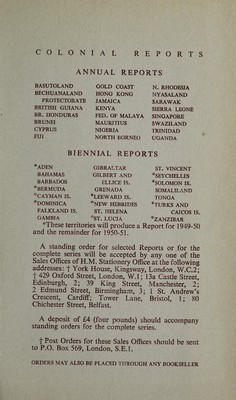 COLONIAL REPORTS
ANNUAL REPORTS
BASUTOLAND GOLD COAST N. RHODESIA
BECHUANALAND HONG KONG NYASALAND
PROTECTORATE JAMAICA SARAWAK
BRITISH GUIANA KENYA SIERRA LEONE
BR. HONDURAS FED. OF MALAYA SINGAPORE
BRUNEI MAURITIUS SWAZILAND
CYPRUS NIGERIA TRINIDAD
FIJI NORTH BORNEO UGANDA
BIENNIAL REPORTS
*ADEN GIBRALTAR ST. VINCENT
BAHAMAS GILBERT AND *SEYCHELLES
BARBADOS ELLICE IS. *SOLOMON IS.
*BERMUDA GRENADA SOMALILAND
*CAYMAN IS. *LEEWARD IS. TONGA
*DOMINICA *NEW HEBRIDES *TURKS AND
FALKLAND IS. ST. HELENA CAICOS IS.
GAMBIA *ST. LUCIA *ZANZIBAR
*These territories will produce a Report for 1949-50
and the remainder for 1950-51.
A standing order for selected Reports or for the
complete series will be accepted by any one of the
Sales Offices of H.M. Stationery Office at the following
addresses: † York House, Kingsway, London, W.C.2;
† 429 Oxford Street, London, W.1; 13a Castle Street,
Edinburgh, 2; 39 King Street, Manchester, 2;
2 Edmund Street, Birmingham, 3; 1 St. Andrew's
Crescent, Cardiff; Tower Lane, Bristol, 1; 80
Chichester Street, Belfast.
A deposit of £4 (four pounds) should accompany
standing orders for the complete series.
† Post Orders for these Sales Offices should be sent
to P.O. Box 569, London, S.E.1.
ORDERS MAY ALSO BE PLACED THROUGH ANY BOOKSELLER